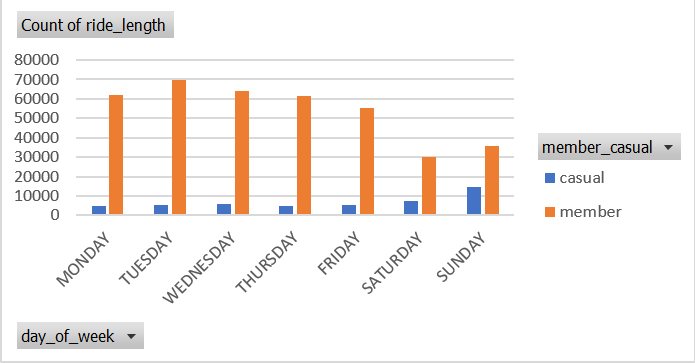 Count of ride_length
80000
70000
60000
50000
40000
30000
20000
10000
0
MONDAY
TUESDAY
WEDNESDAY
THURSDAY
FRIDAY
SATURDAY
SUNDAY
member_casual
casual
member
day_of_week